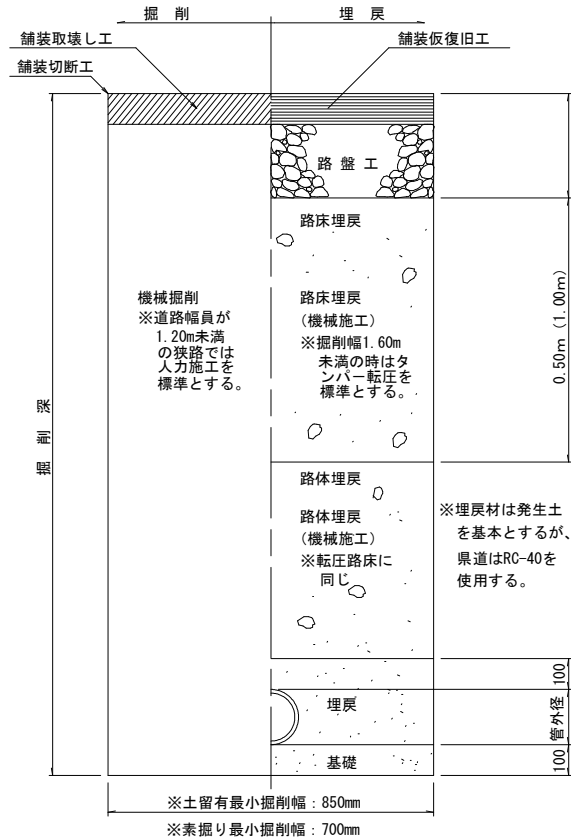 掘削
埋戻
舗装取壊し工
舗装仮復旧工
舗装切断工
路盤工
路床埋戻
機械掘削
※道路幅員が
1.20m未満
の狭路では
人力施工を
標準とする。
路床埋戻
(機械施工)
※掘削幅1.60m
未満の時はタ
ンパー転圧を
標準とする。
0.50m (1.00m)
掘削深
路体埋戻
路体埋戻
(機械施工)
※転圧路床に
同じ
※埋戻材は発生土
を基本とするが、
県道はRC-40を
使用する。
100
埋戻
管外径
基礎
100
※土留有最小掘削幅：850mm
※素掘り最小掘削幅：700mm